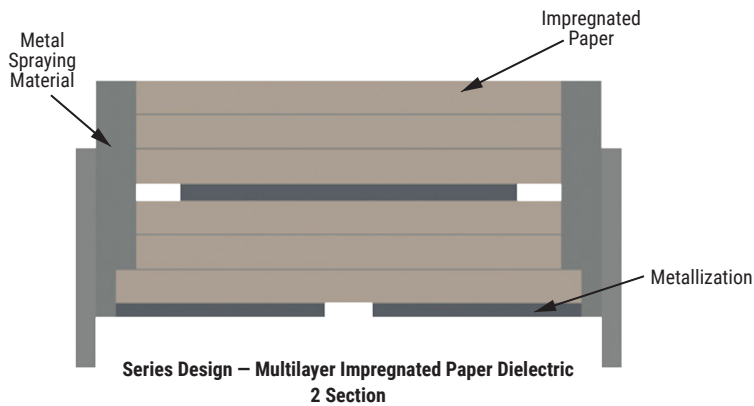 Impregnated
Paper
Metal
Spraying
Material
Metallization
Series Design — Multilayer Impregnated Paper Dielectric
2 Section